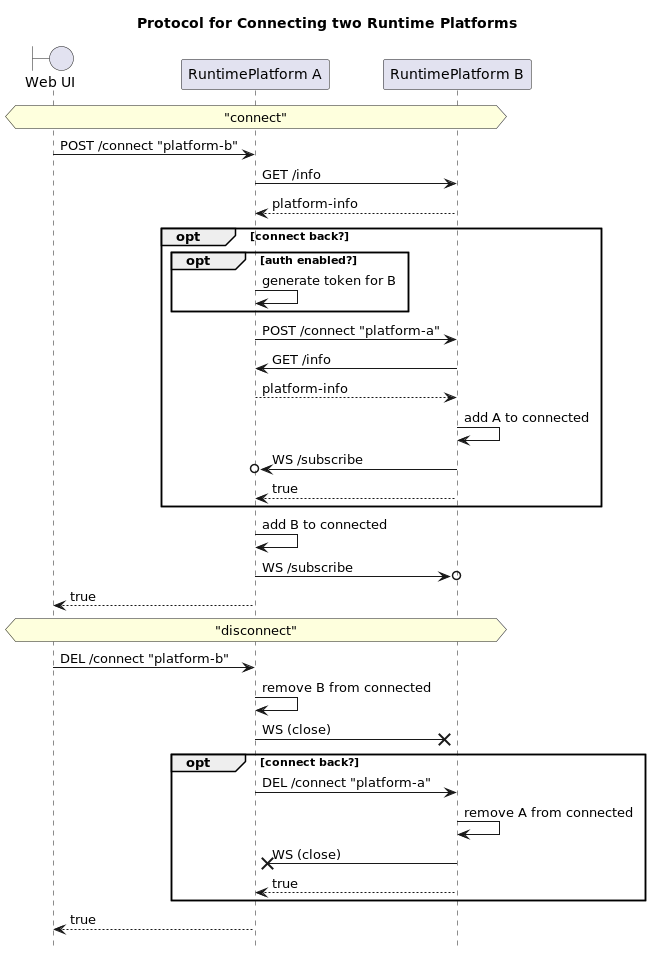 Protocol for Connecting two Runtime Platforms
Web UI
RuntimePlatform A
RuntimePlatform B
"connect"
POST /connect "platform-b"
GET /info
platform-info
opt [connect back?]
opt [auth enabled?]
generate token for B
POST /connect "platform-a"
GET /info
platform-info
add A to connected
WS /subscribe
true
add B to connected
WS /subscribe
true
"disconnect"
DEL /connect "platform-b"
remove B from connected
WS (close)
opt [connect back?]
DEL /connect "platform-a"
remove A from connected
WS (close)
true
true